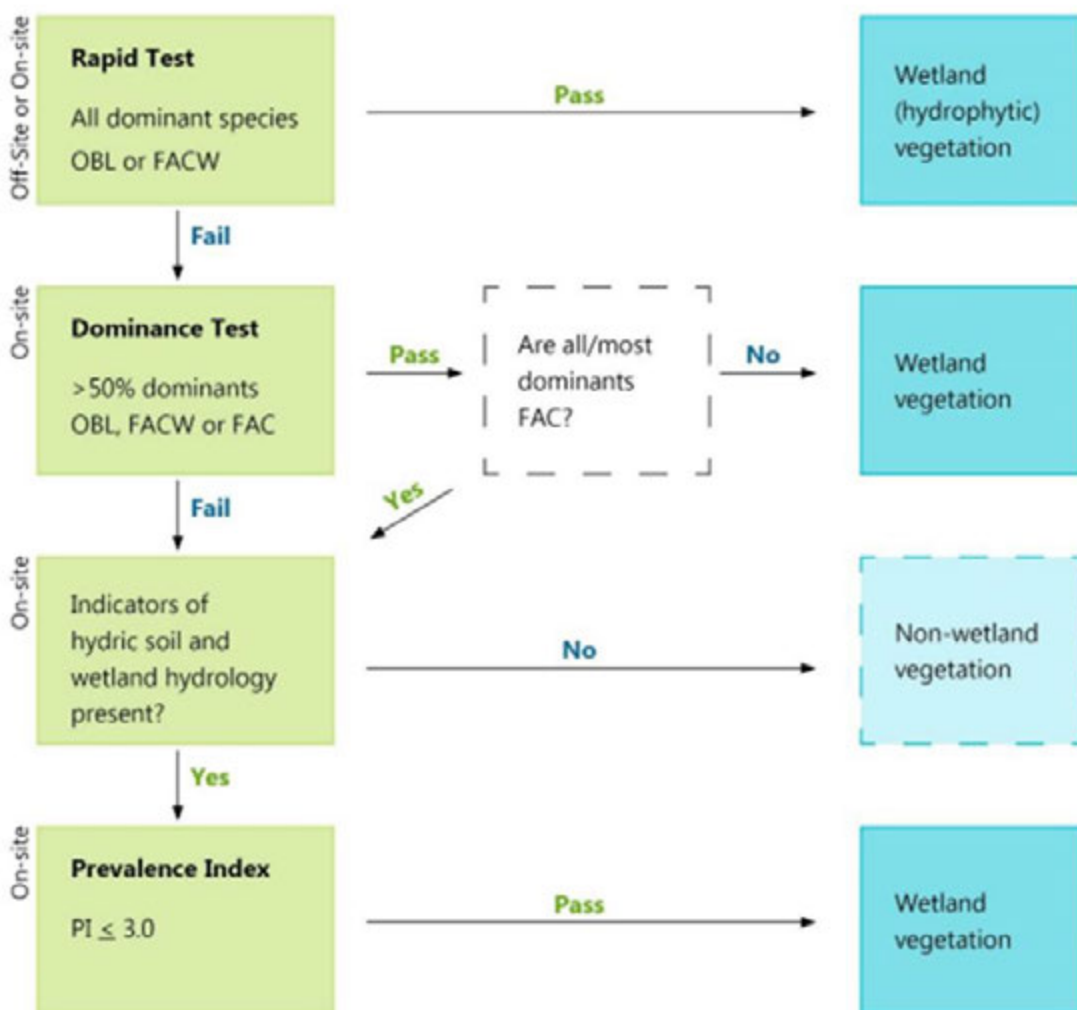 Off-Site or On-site
Rapid Test
All dominant species
OBL or FACW
Pass
Wetland
(hydrophytic)
vegetation
Fail
On-site
Dominance Test
>50% dominants
OBL, FACW or FAC
Pass
Are all/most
dominants
FAC?
No
Wetland
vegetation
Fail
Yes
On-site
Indicators of
hydric soil and
wetland hydrology
present?
No
Non-wetland
vegetation
Yes
On-site
Prevalence Index
PI ≤ 3.0
Pass
Wetland
vegetation